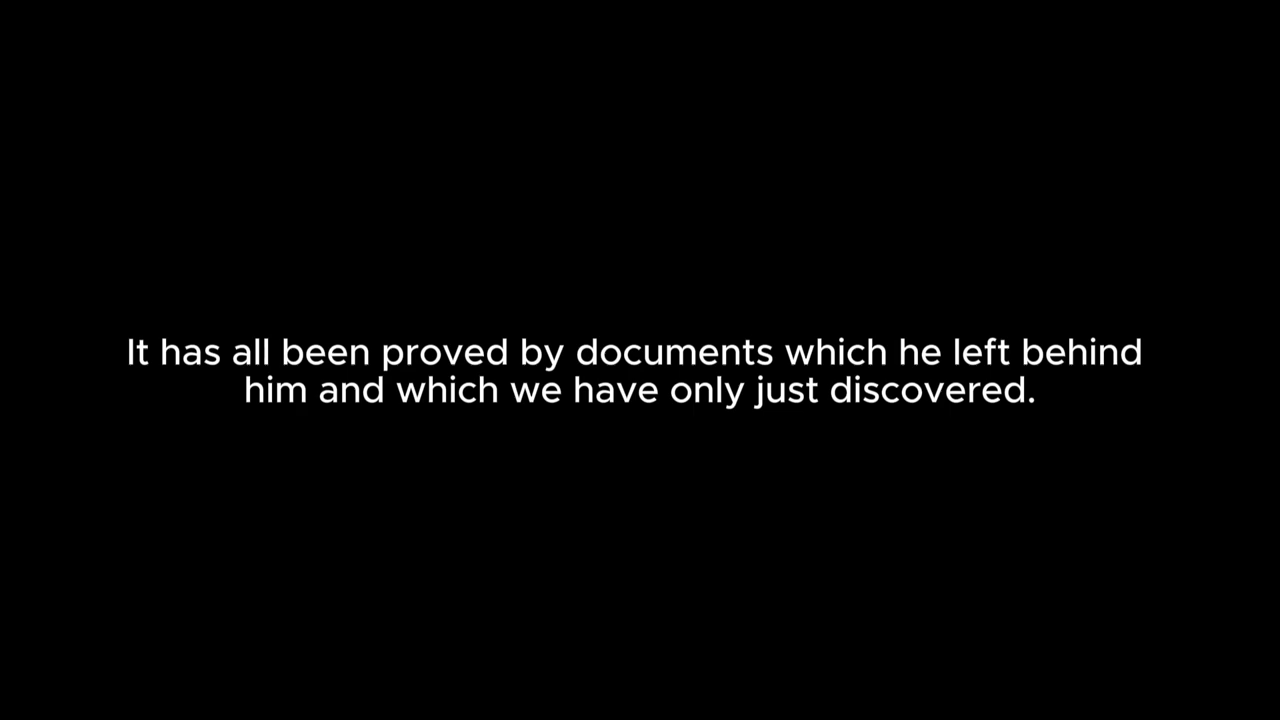 It has all been proved by documents which he left behind
him and which we have only just discovered.